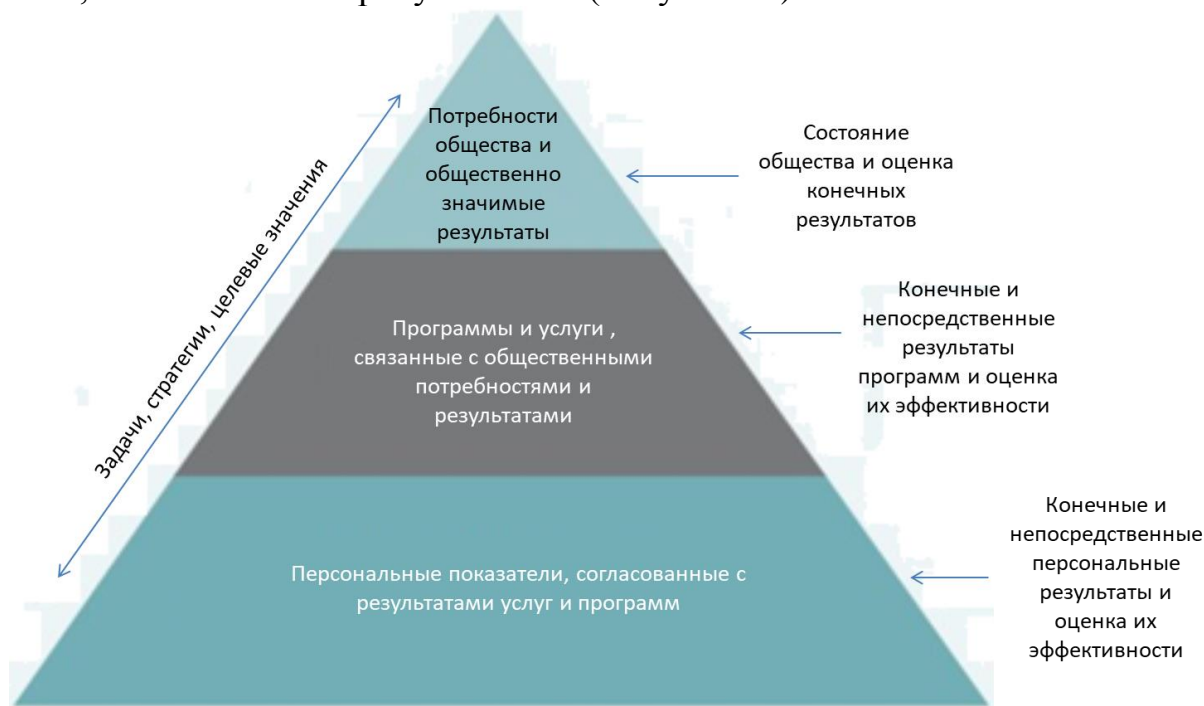 Потребности
общества и
общественно
значимые
результаты
Состояние
общества и оценка
конечных
результатов
Задачи, стратегии, целевые значения
Программы и услуги ,
связанные с общественными
потребностями и
результатами
Конечные и
непосредственные
результаты
программ и оценка
их эффективности
Персональные показатели, согласованные с
результатами услуг и программ
Конечные и
непосредственные
персональные
результаты и
оценка их
эффективности